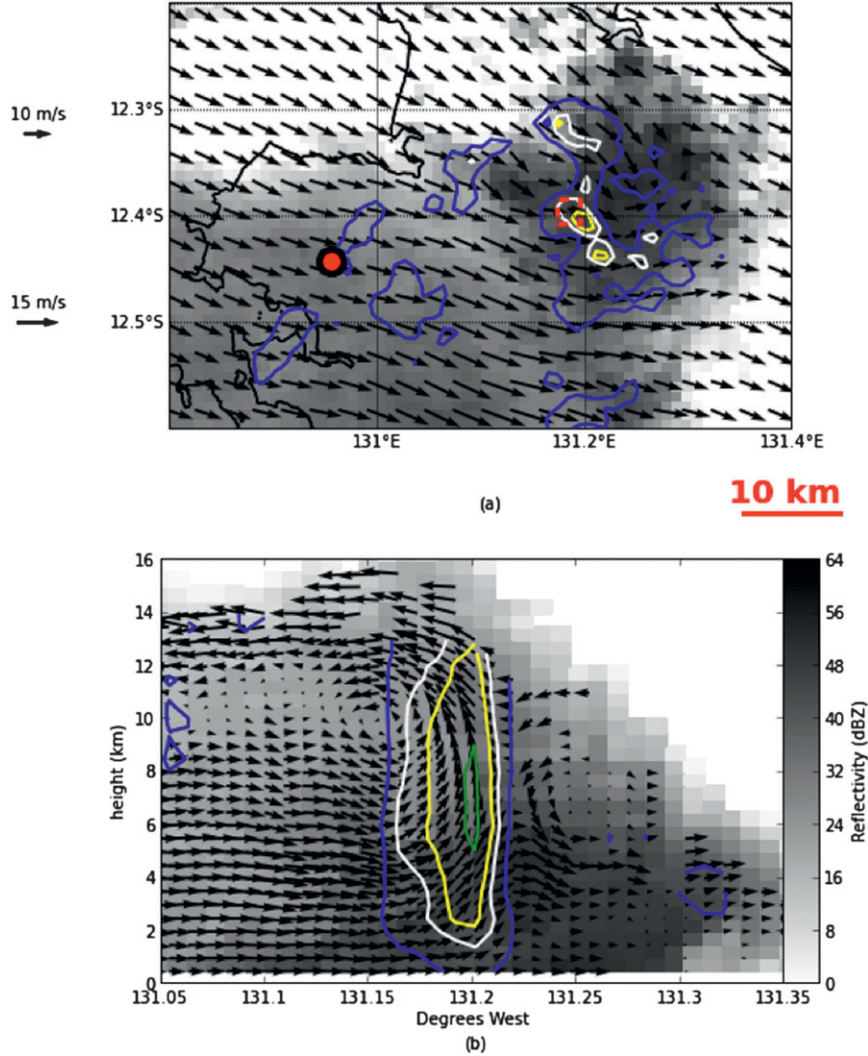 12.3°S
10 m/s
12.4°S
15 m/s
12.5°S
131°E 131.2°E 131.4°E
10 km
(a)
16 64
14 56
12 48
10 40
8 32
6 24
4 16
2 8
0 0
height (km)
Reflectivity (dBZ)
131.05 131.1 131.15 131.2 131.25 131.3 131.35
Degrees West
(b)